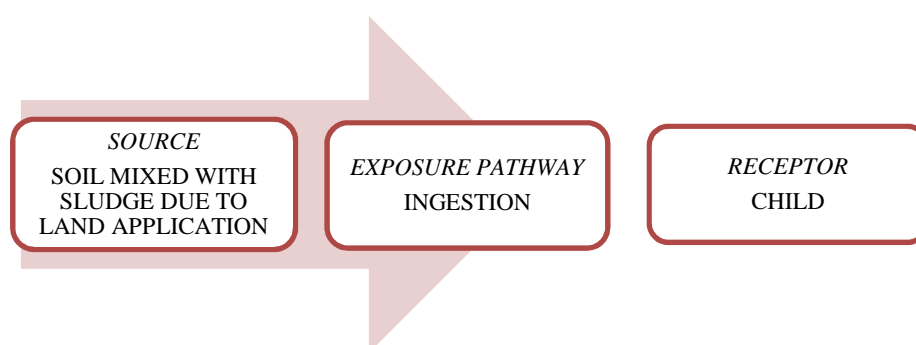 SOURCE
SOIL MIXED WITH
SLUDGE DUE TO
LAND APPLICATION
EXPOSURE PATHWAY
INGESTION
RECEPTOR
CHILD